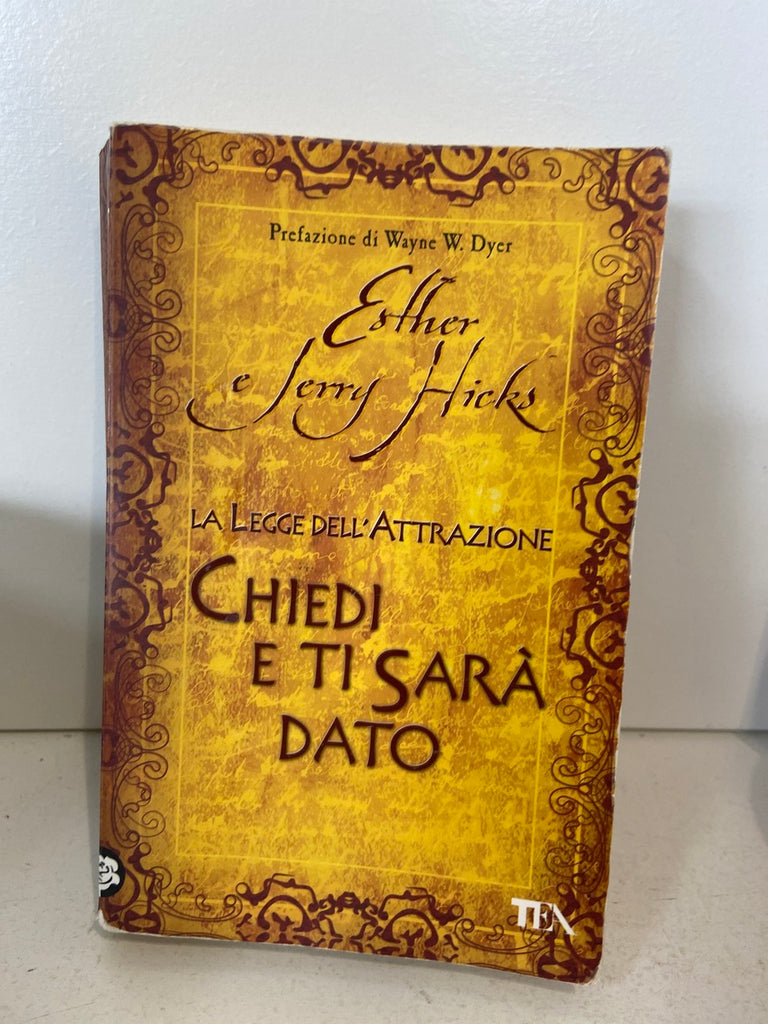 Prefazione di Wayne W. Dyer
Esther
e Jerry Hicks
LA LEGGE DELL'ATTRAZIONE
CHIEDI
E TI SARÀ
DATO
TEA